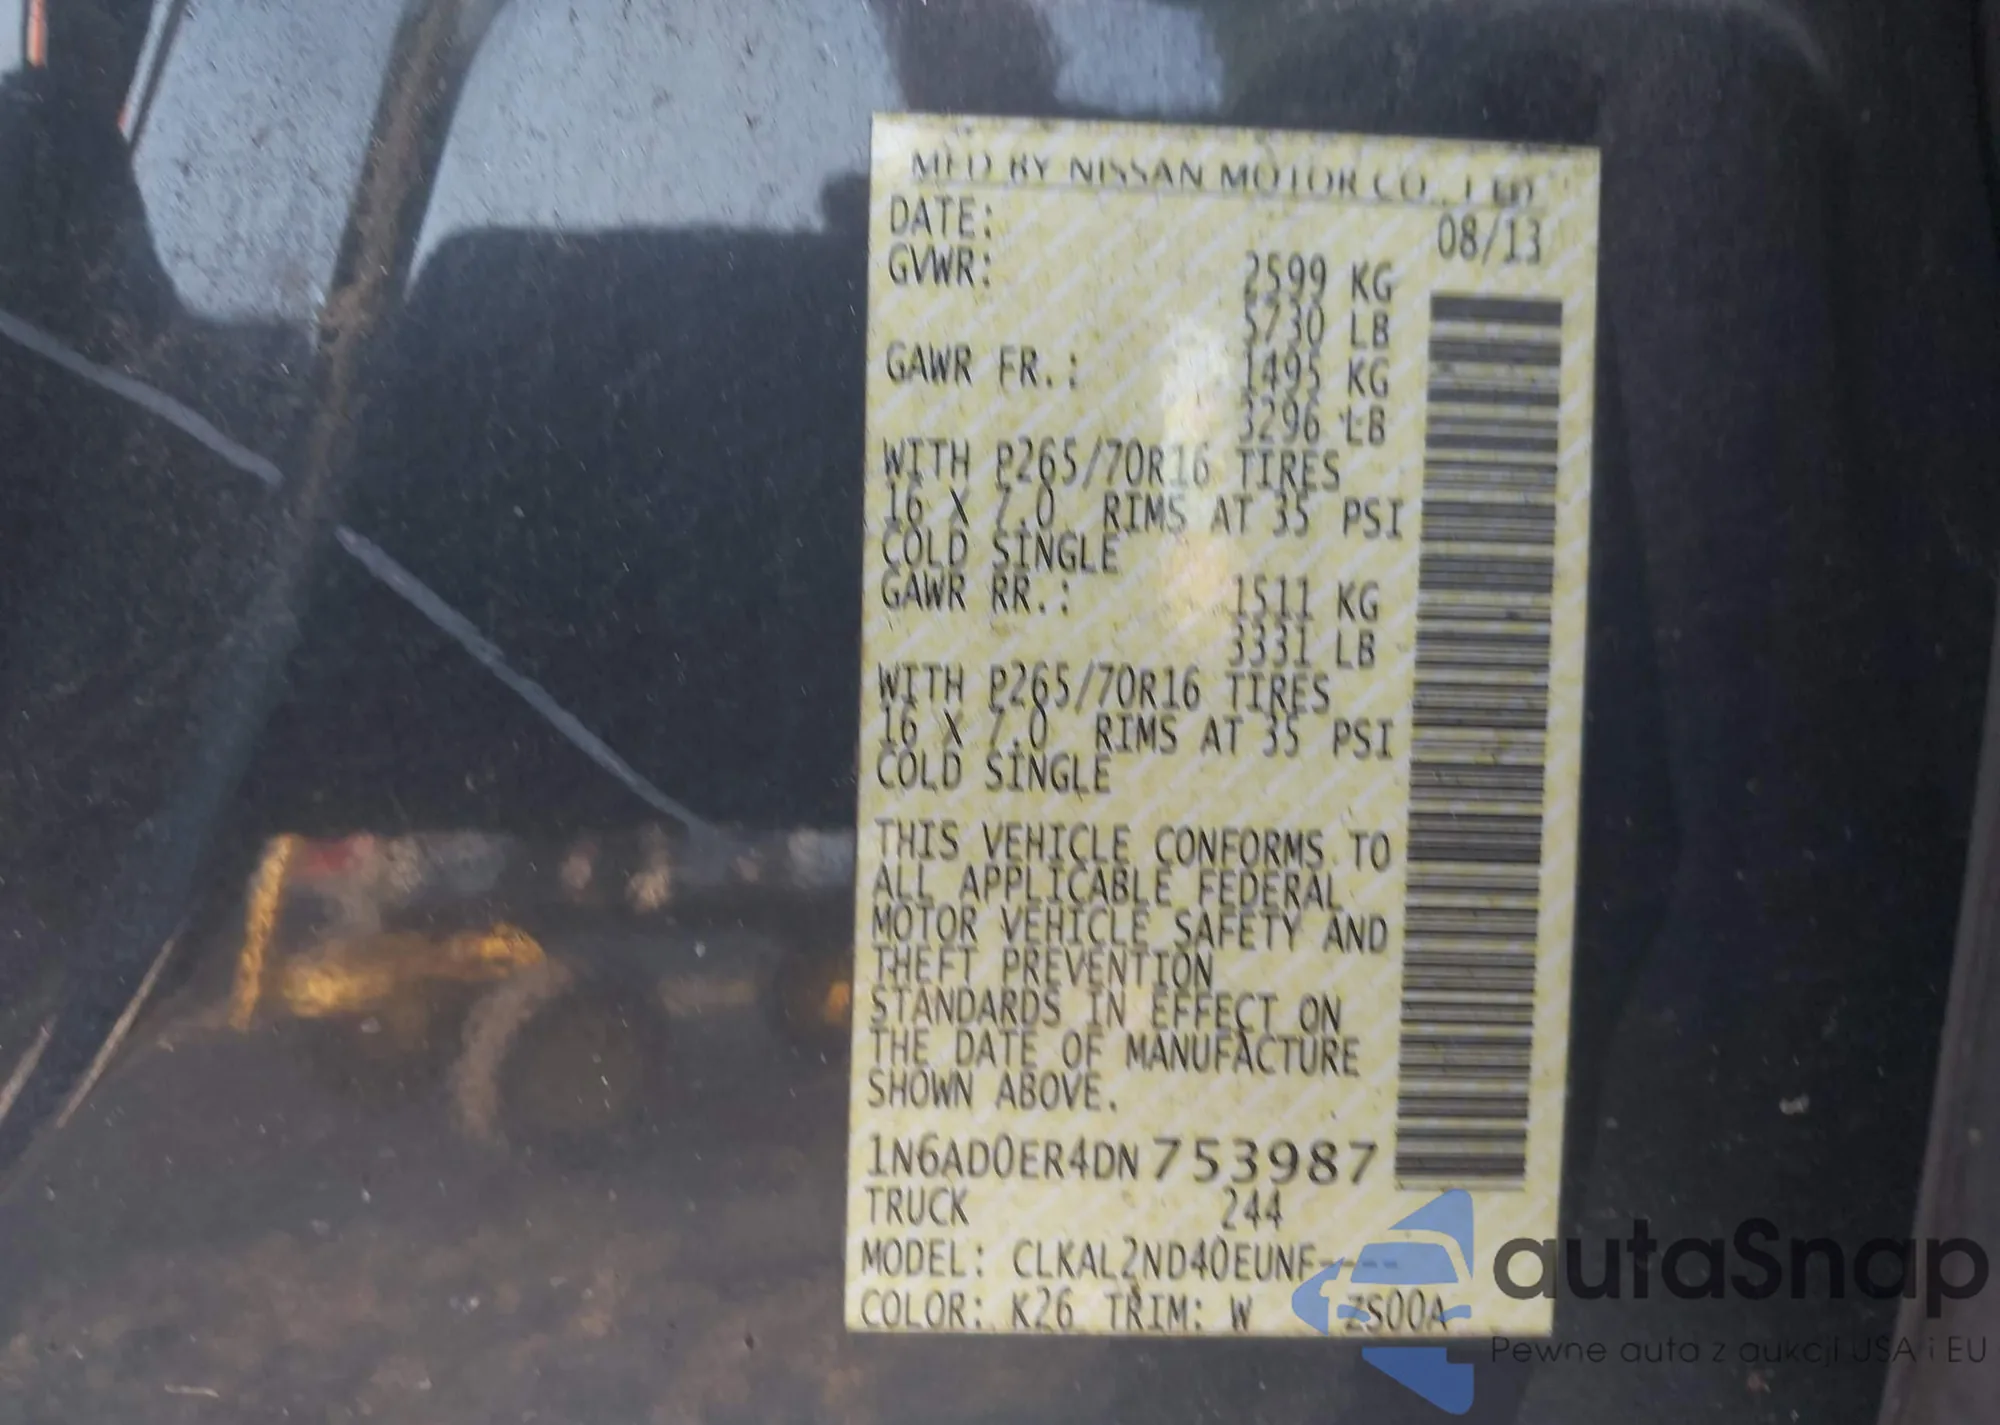 MFD BY NISSAN MOTOR CO., LTD
DATE: 08/13
GVWR: 2599 KG
5730 LB
GAWR FR.: 1495 KG
3296 LB
WITH P265/70R16 TIRES
16 X 7.0 RIMS AT 35 PSI
COLD SINGLE
GAWR RR.: 1511 KG
3331 LB
WITH P265/70R16 TIRES
16 X 7.0 RIMS AT 35 PSI
COLD SINGLE
THIS VEHICLE CONFORMS TO
ALL APPLICABLE FEDERAL
MOTOR VEHICLE SAFETY AND
THEFT PREVENTION
STANDARDS IN EFFECT ON
THE DATE OF MANUFACTURE
SHOWN ABOVE.
1N6AD0ER4DN753987
TRUCK 244
MODEL: CLKAL2ND40EUNF----
COLOR: K26 TRIM: W ZS00A
autaSnap
Pewne auta z aukcji USA i EU